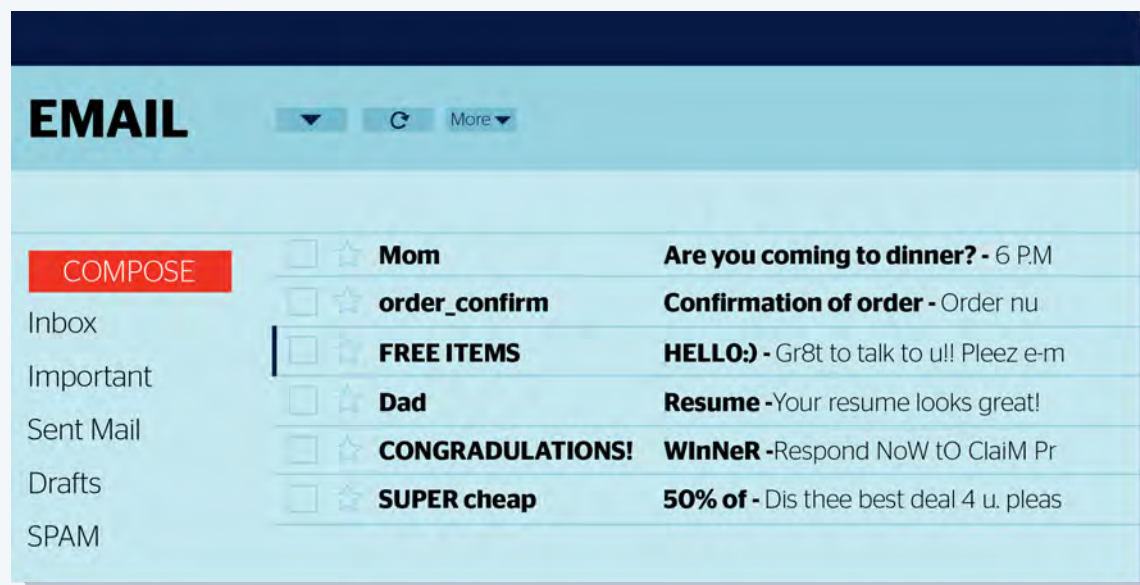 EMAIL
More
COMPOSE
Inbox
Important
Sent Mail
Drafts
SPAM
Mom Are you coming to dinner? - 6 P.M
order_confirm Confirmation of order - Order nu
FREE ITEMS HELLO:) - Gr8t to talk to u!! Pleez e-m
Dad Resume -Your resume looks great!
CONGRADULATIONS! WInNeR -Respond NoW tO ClaiM Pr
SUPER cheap 50% of - Dis thee best deal 4 u. pleas